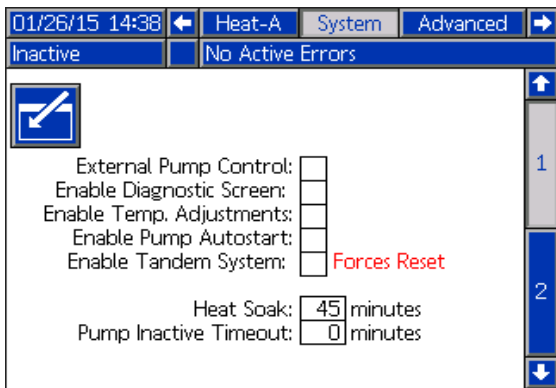 01/26/15 14:38 Heat-A System Advanced
Inactive No Active Errors
External Pump Control:
1
Enable Diagnostic Screen:
Enable Temp. Adjustments:
Enable Pump Autostart:
Enable Tandem System: Forces Reset
2
Heat Soak: 45 minutes
Pump Inactive Timeout: 0 minutes